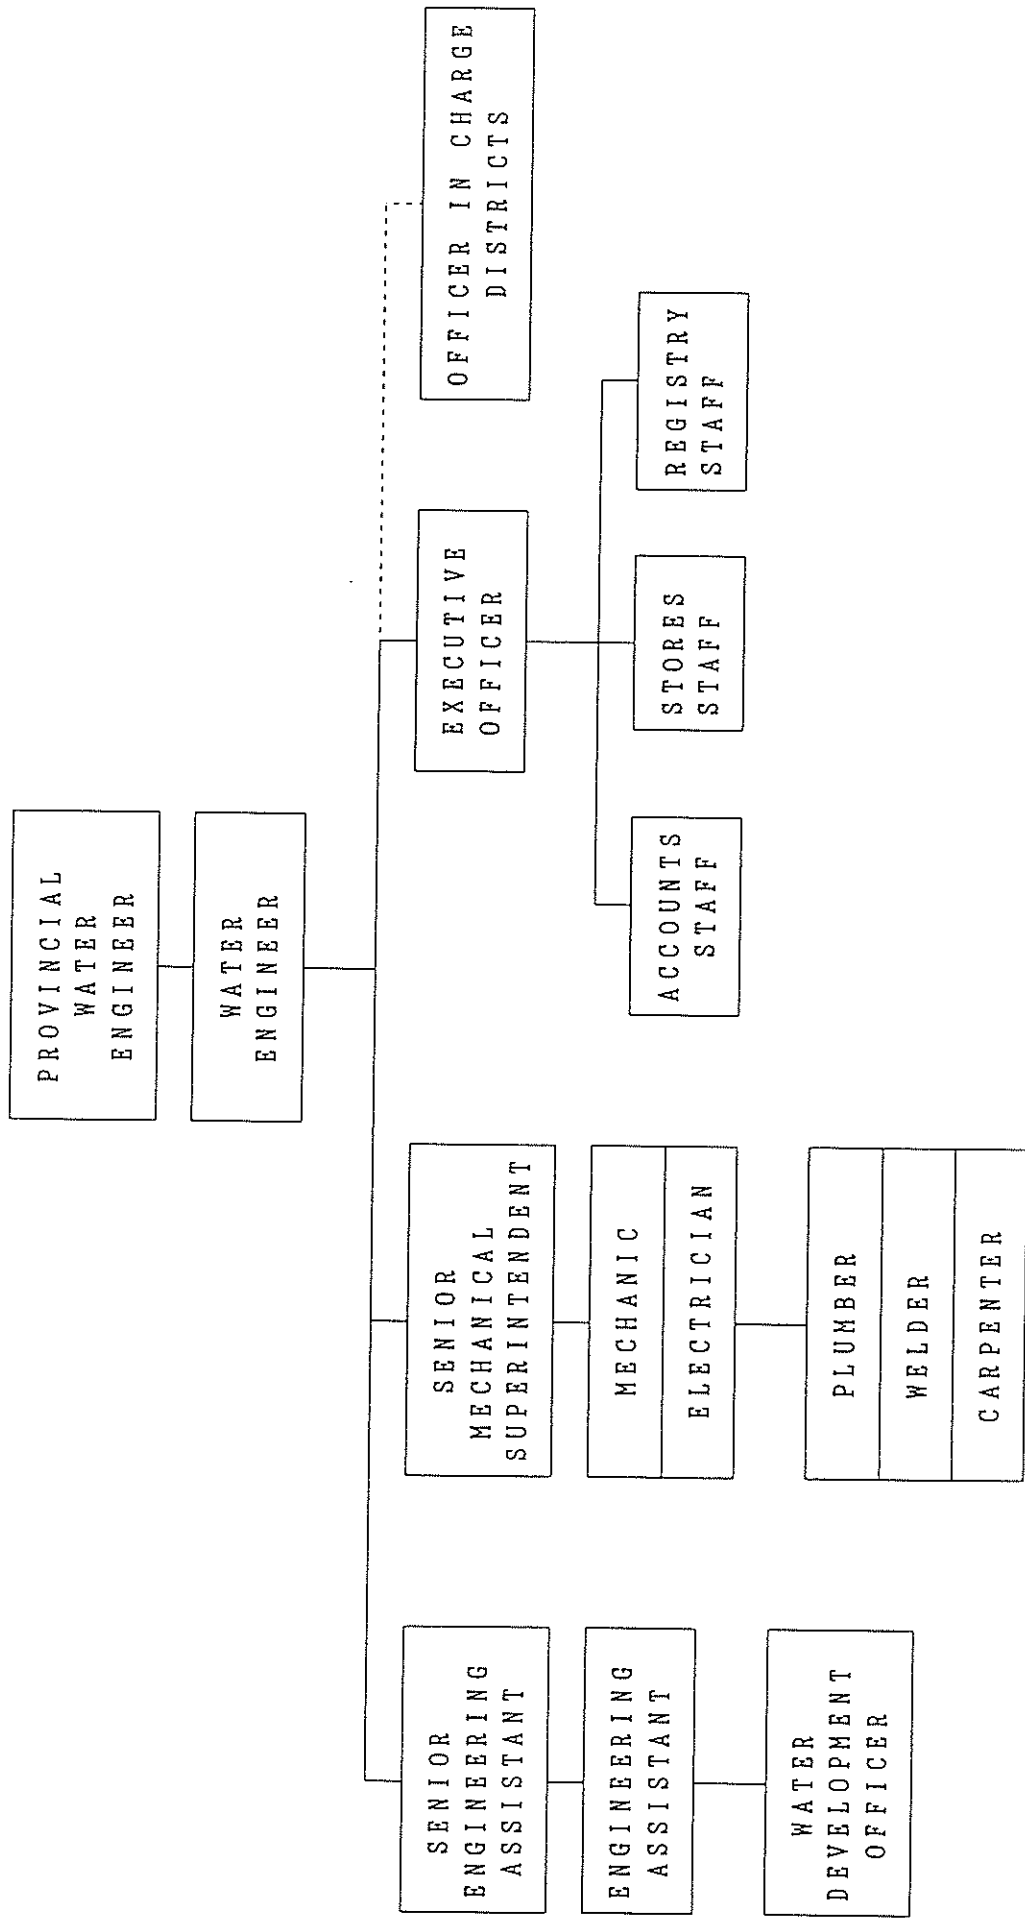 PROVINCIAL
WATER
ENGINEER
WATER
ENGINEER
SENIOR
ENGINEERING
ASSISTANT
SENIOR
MECHANICAL
SUPERINTENDENT
EXECUTIVE
OFFICER
OFFICER IN CHARGE
DISTRICTS
ENGINEERING
ASSISTANT
MECHANIC
ELECTRICIAN
ACCOUNTS
STAFF
STORES
STAFF
REGISTRY
STAFF
WATER
DEVELOPMENT
OFFICER
PLUMBER
WELDER
CARPENTER